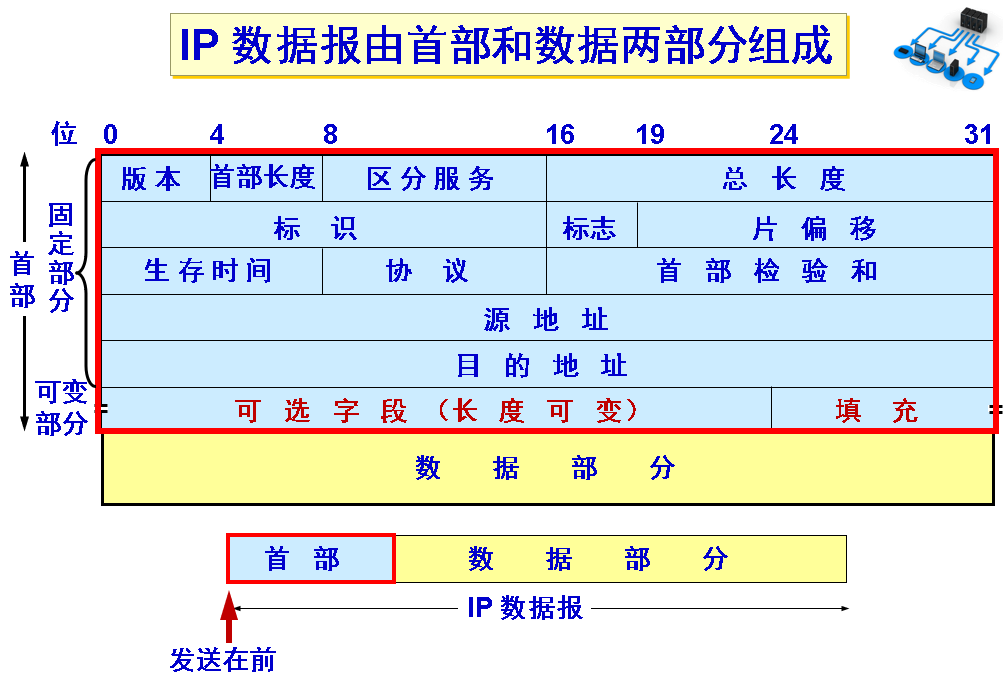 IP 数据报由首部和数据两部分组成
位 0 4 8 16 19 24 31
版本 首部长度 区分服务 总长度
标识 标志 片偏移
生存时间 协议 首部检验和
源地址
目的地址
可选字段（长度可变） 填充
数据部分
首部
固定部分
可变部分
首部 数据部分
IP 数据报
发送在前